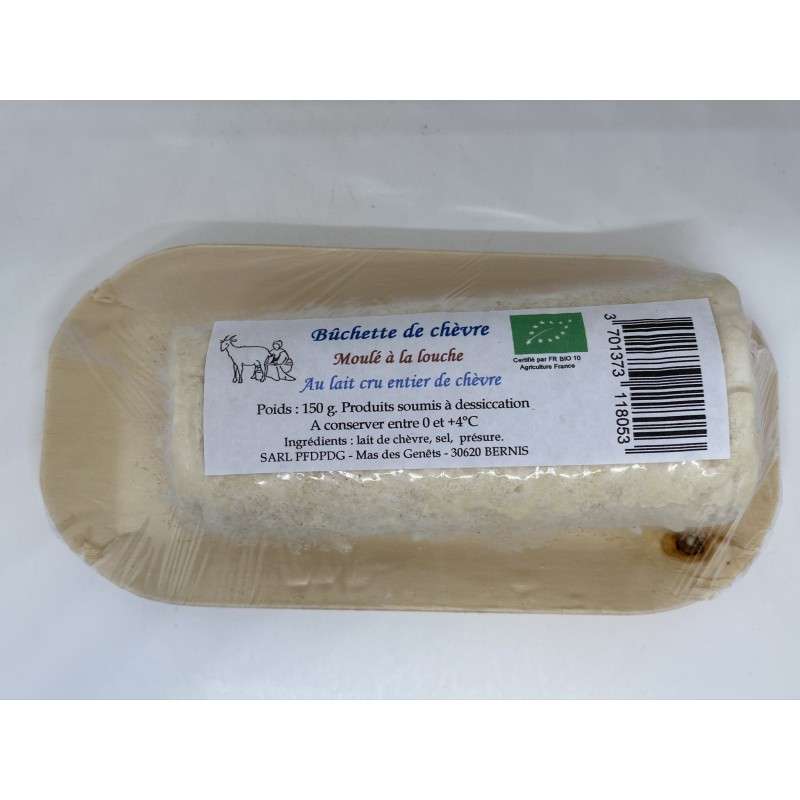 Bûchette de chèvre
Moulé à la louche
Au lait cru entier de chèvre
Certifié par FR BIO 10
Agriculture France
Poids : 150 g. Produits soumis à dessiccation
A conserver entre 0 et +4°C
Ingrédients : lait de chèvre, sel, présure.
SARL PFDPDG - Mas des Genêts - 30620 BERNIS
3 701373 118053